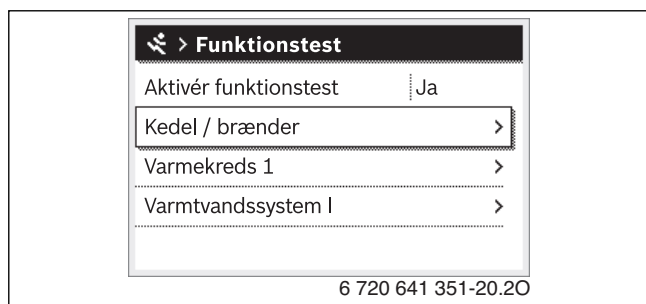 > Funktionstest
Aktivér funktionstest Ja
Kedel / brænder >
Varmekreds 1 >
Varmtvandssystem I >
6 720 641 351-20.2O